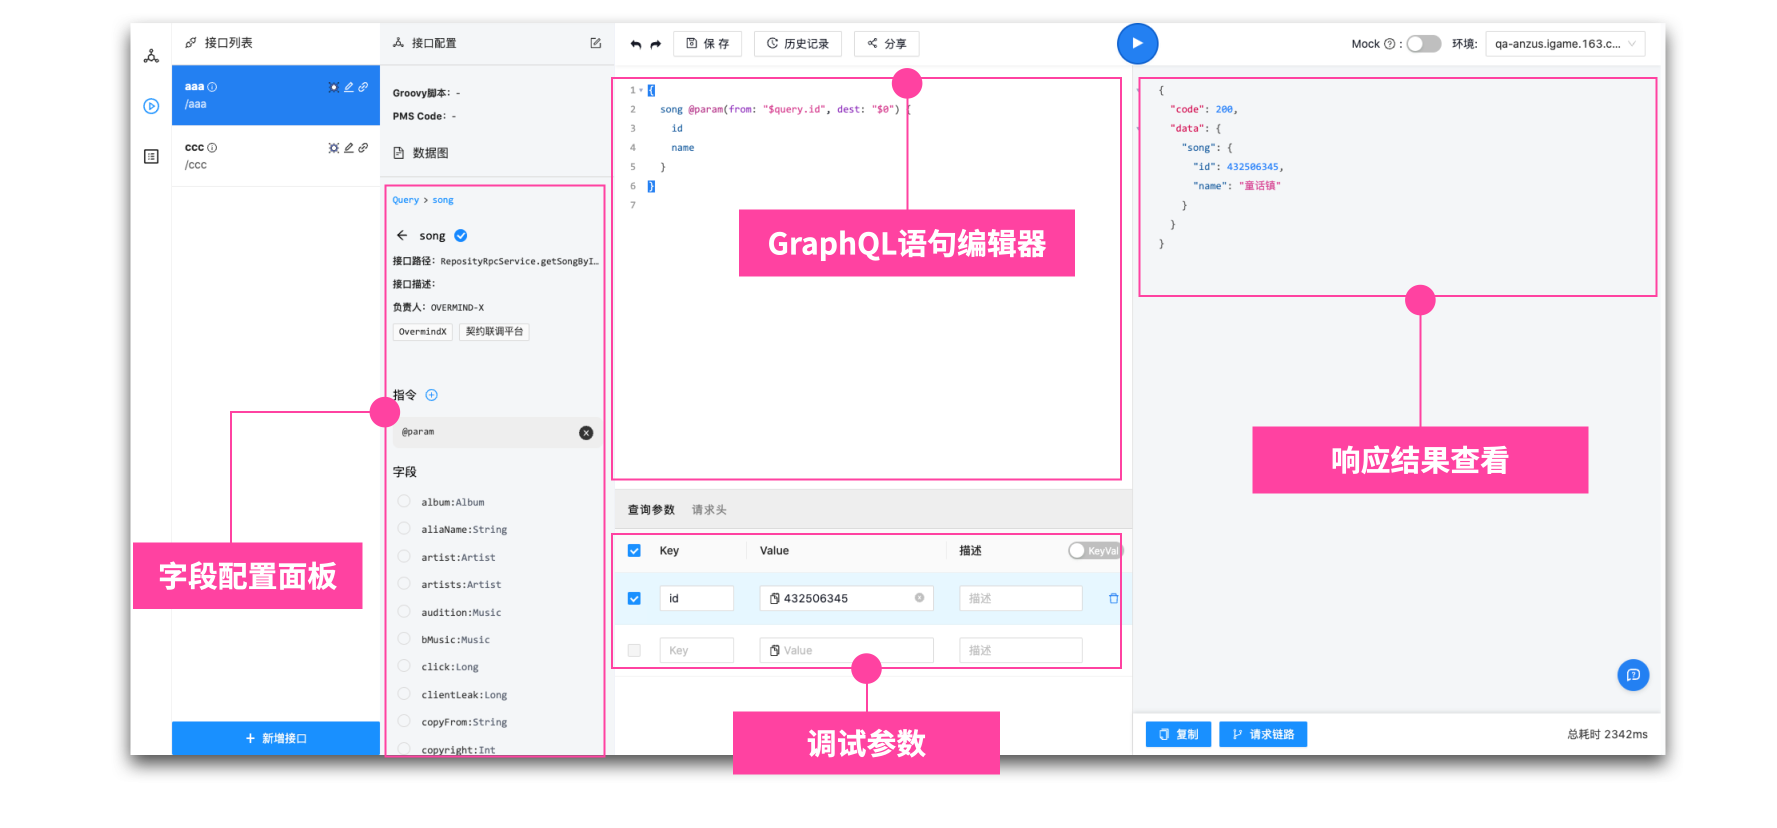 接口列表
aaa
/aaa
ccc
/ccc
新增接口
接口配置
Groovy脚本: -
PMS Code: -
数据图
Query > song
song
接口路径: ReposityRpcService.getSongByI…
接口描述:
负责人: OVERMIND-X
OvermindX 契约联调平台
指令
@param
字段
album:Album
aliaName:String
artist:Artist
artists:Artist
audition:Music
bMusic:Music
click:Long
clientLeak:Long
copyFrom:String
copyright:Int
字段配置面板
保 存 历史记录 分享
1 {
2 song @param(from: "$query.id", dest: "$0") {
3 id
4 name
5 }
6 }
7
GraphQL语句编辑器
查询参数 请求头
Key Value 描述 KeyVal
id 432506345 描述
Key Value 描述
调试参数
Mock : 环境: qa-anzus.igame.163.c...
{
"code": 200,
"data": {
"song": {
"id": 432506345,
"name": "童话镇"
}
}
}
响应结果查看
复制 请求链路 总耗时 2342ms